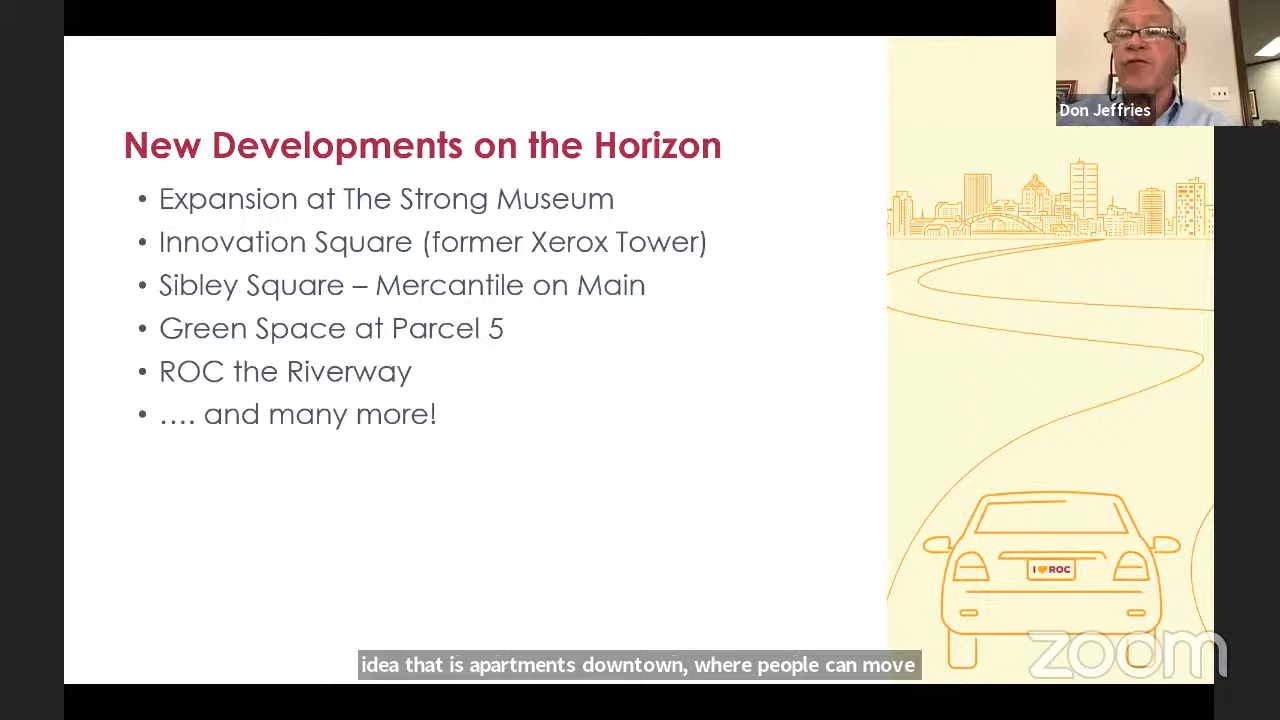 Don Jeffries
New Developments on the Horizon
• Expansion at The Strong Museum
• Innovation Square (former Xerox Tower)
• Sibley Square – Mercantile on Main
• Green Space at Parcel 5
• ROC the Riverway
• …. and many more!
I 🧡 ROC
idea that is apartments downtown, where people can move
zoom